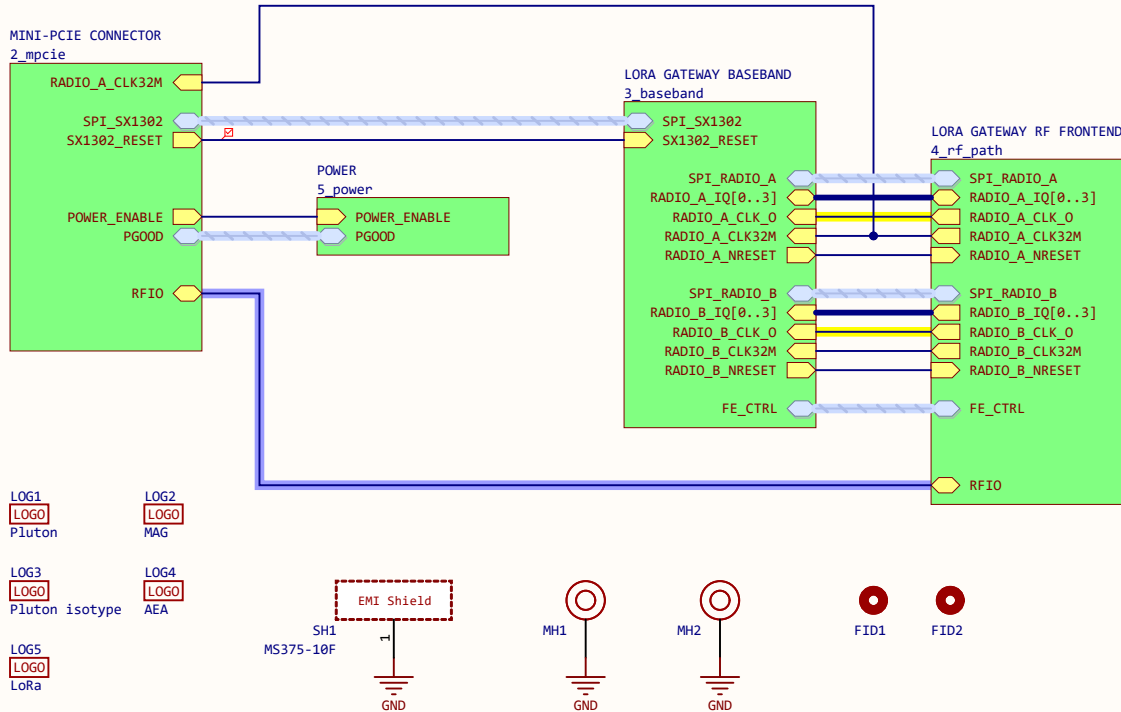 MINI-PCIE CONNECTOR
2_mpcie
RADIO_A_CLK32M
SPI_SX1302
SX1302_RESET
POWER_ENABLE
PGOOD
RFIO
POWER
5_power
POWER_ENABLE
PGOOD
LORA GATEWAY BASEBAND
3_baseband
SPI_SX1302
SX1302_RESET
SPI_RADIO_A
RADIO_A_IQ[0..3]
RADIO_A_CLK_O
RADIO_A_CLK32M
RADIO_A_NRESET
SPI_RADIO_B
RADIO_B_IQ[0..3]
RADIO_B_CLK_O
RADIO_B_CLK32M
RADIO_B_NRESET
FE_CTRL
LORA GATEWAY RF FRONTEND
4_rf_path
SPI_RADIO_A
RADIO_A_IQ[0..3]
RADIO_A_CLK_O
RADIO_A_CLK32M
RADIO_A_NRESET
SPI_RADIO_B
RADIO_B_IQ[0..3]
RADIO_B_CLK_O
RADIO_B_CLK32M
RADIO_B_NRESET
FE_CTRL
RFIO
LOG1
LOGO
Pluton
LOG2
LOGO
MAG
LOG3
LOGO
Pluton isotype
LOG4
LOGO
AEA
LOG5
LOGO
LoRa
EMI Shield
SH1
MS375-10F
1
GND
MH1
GND
MH2
GND
FID1
FID2